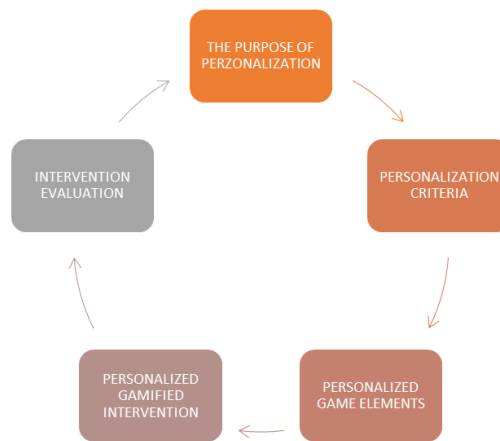 THE PURPOSE OF
PERZONALIZATION
PERSONALIZATION
CRITERIA
PERSONALIZED
GAME ELEMENTS
PERSONALIZED
GAMIFIED
INTERVENTION
INTERVENTION
EVALUATION